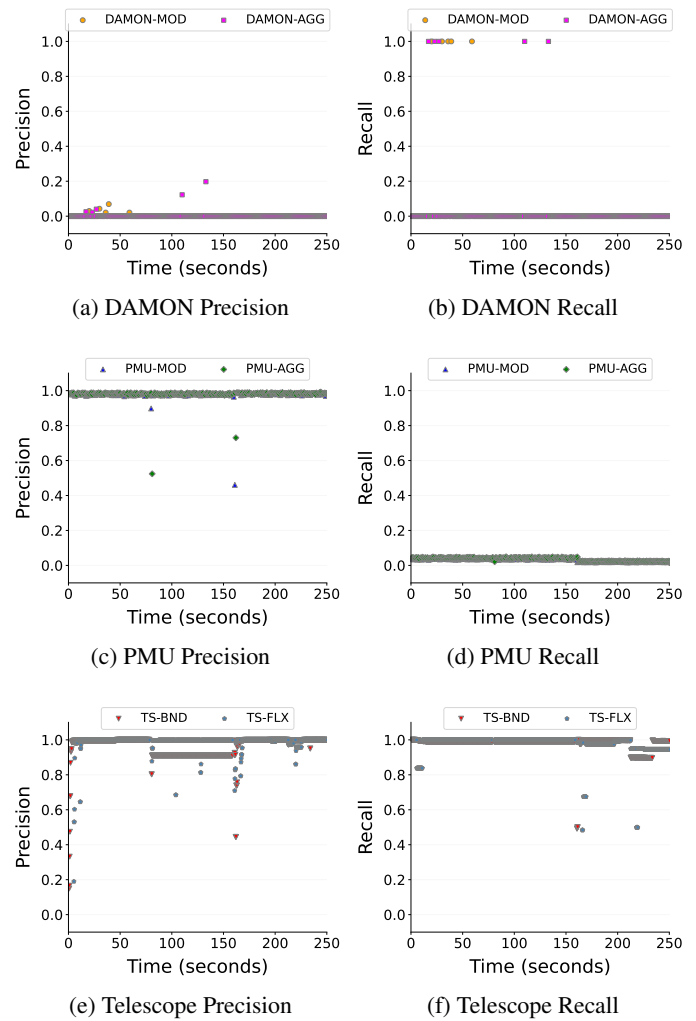 DAMON-MOD DAMON-AGG
1.0
0.8
0.6
0.4
0.2
0.0
Precision
0 50 100 150 200 250
Time (seconds)
(a) DAMON Precision
DAMON-MOD DAMON-AGG
1.0
0.8
0.6
0.4
0.2
0.0
Recall
0 50 100 150 200 250
Time (seconds)
(b) DAMON Recall
PMU-MOD PMU-AGG
1.0
0.8
0.6
0.4
0.2
0.0
Precision
0 50 100 150 200 250
Time (seconds)
(c) PMU Precision
PMU-MOD PMU-AGG
1.0
0.8
0.6
0.4
0.2
0.0
Recall
0 50 100 150 200 250
Time (seconds)
(d) PMU Recall
TS-BND TS-FLX
1.0
0.8
0.6
0.4
0.2
0.0
Precision
0 50 100 150 200 250
Time (seconds)
(e) Telescope Precision
TS-BND TS-FLX
1.0
0.8
0.6
0.4
0.2
0.0
Recall
0 50 100 150 200 250
Time (seconds)
(f) Telescope Recall